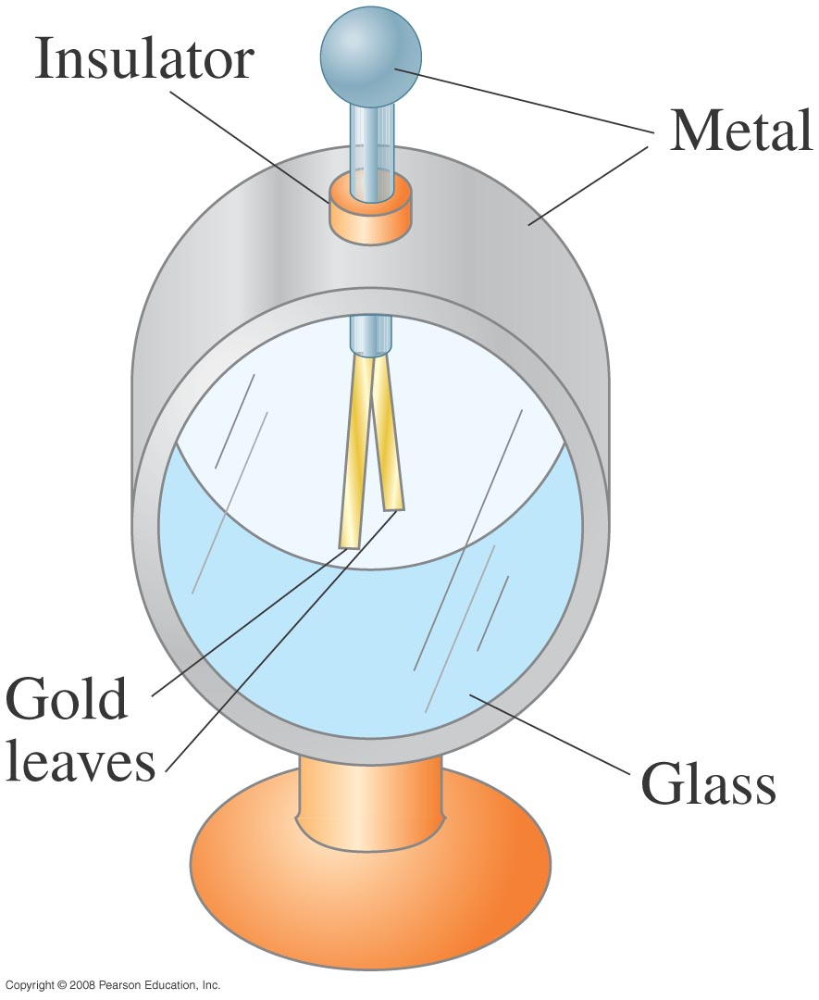 Insulator
Metal
Gold
leaves
Glass
Copyright © 2008 Pearson Education, Inc.